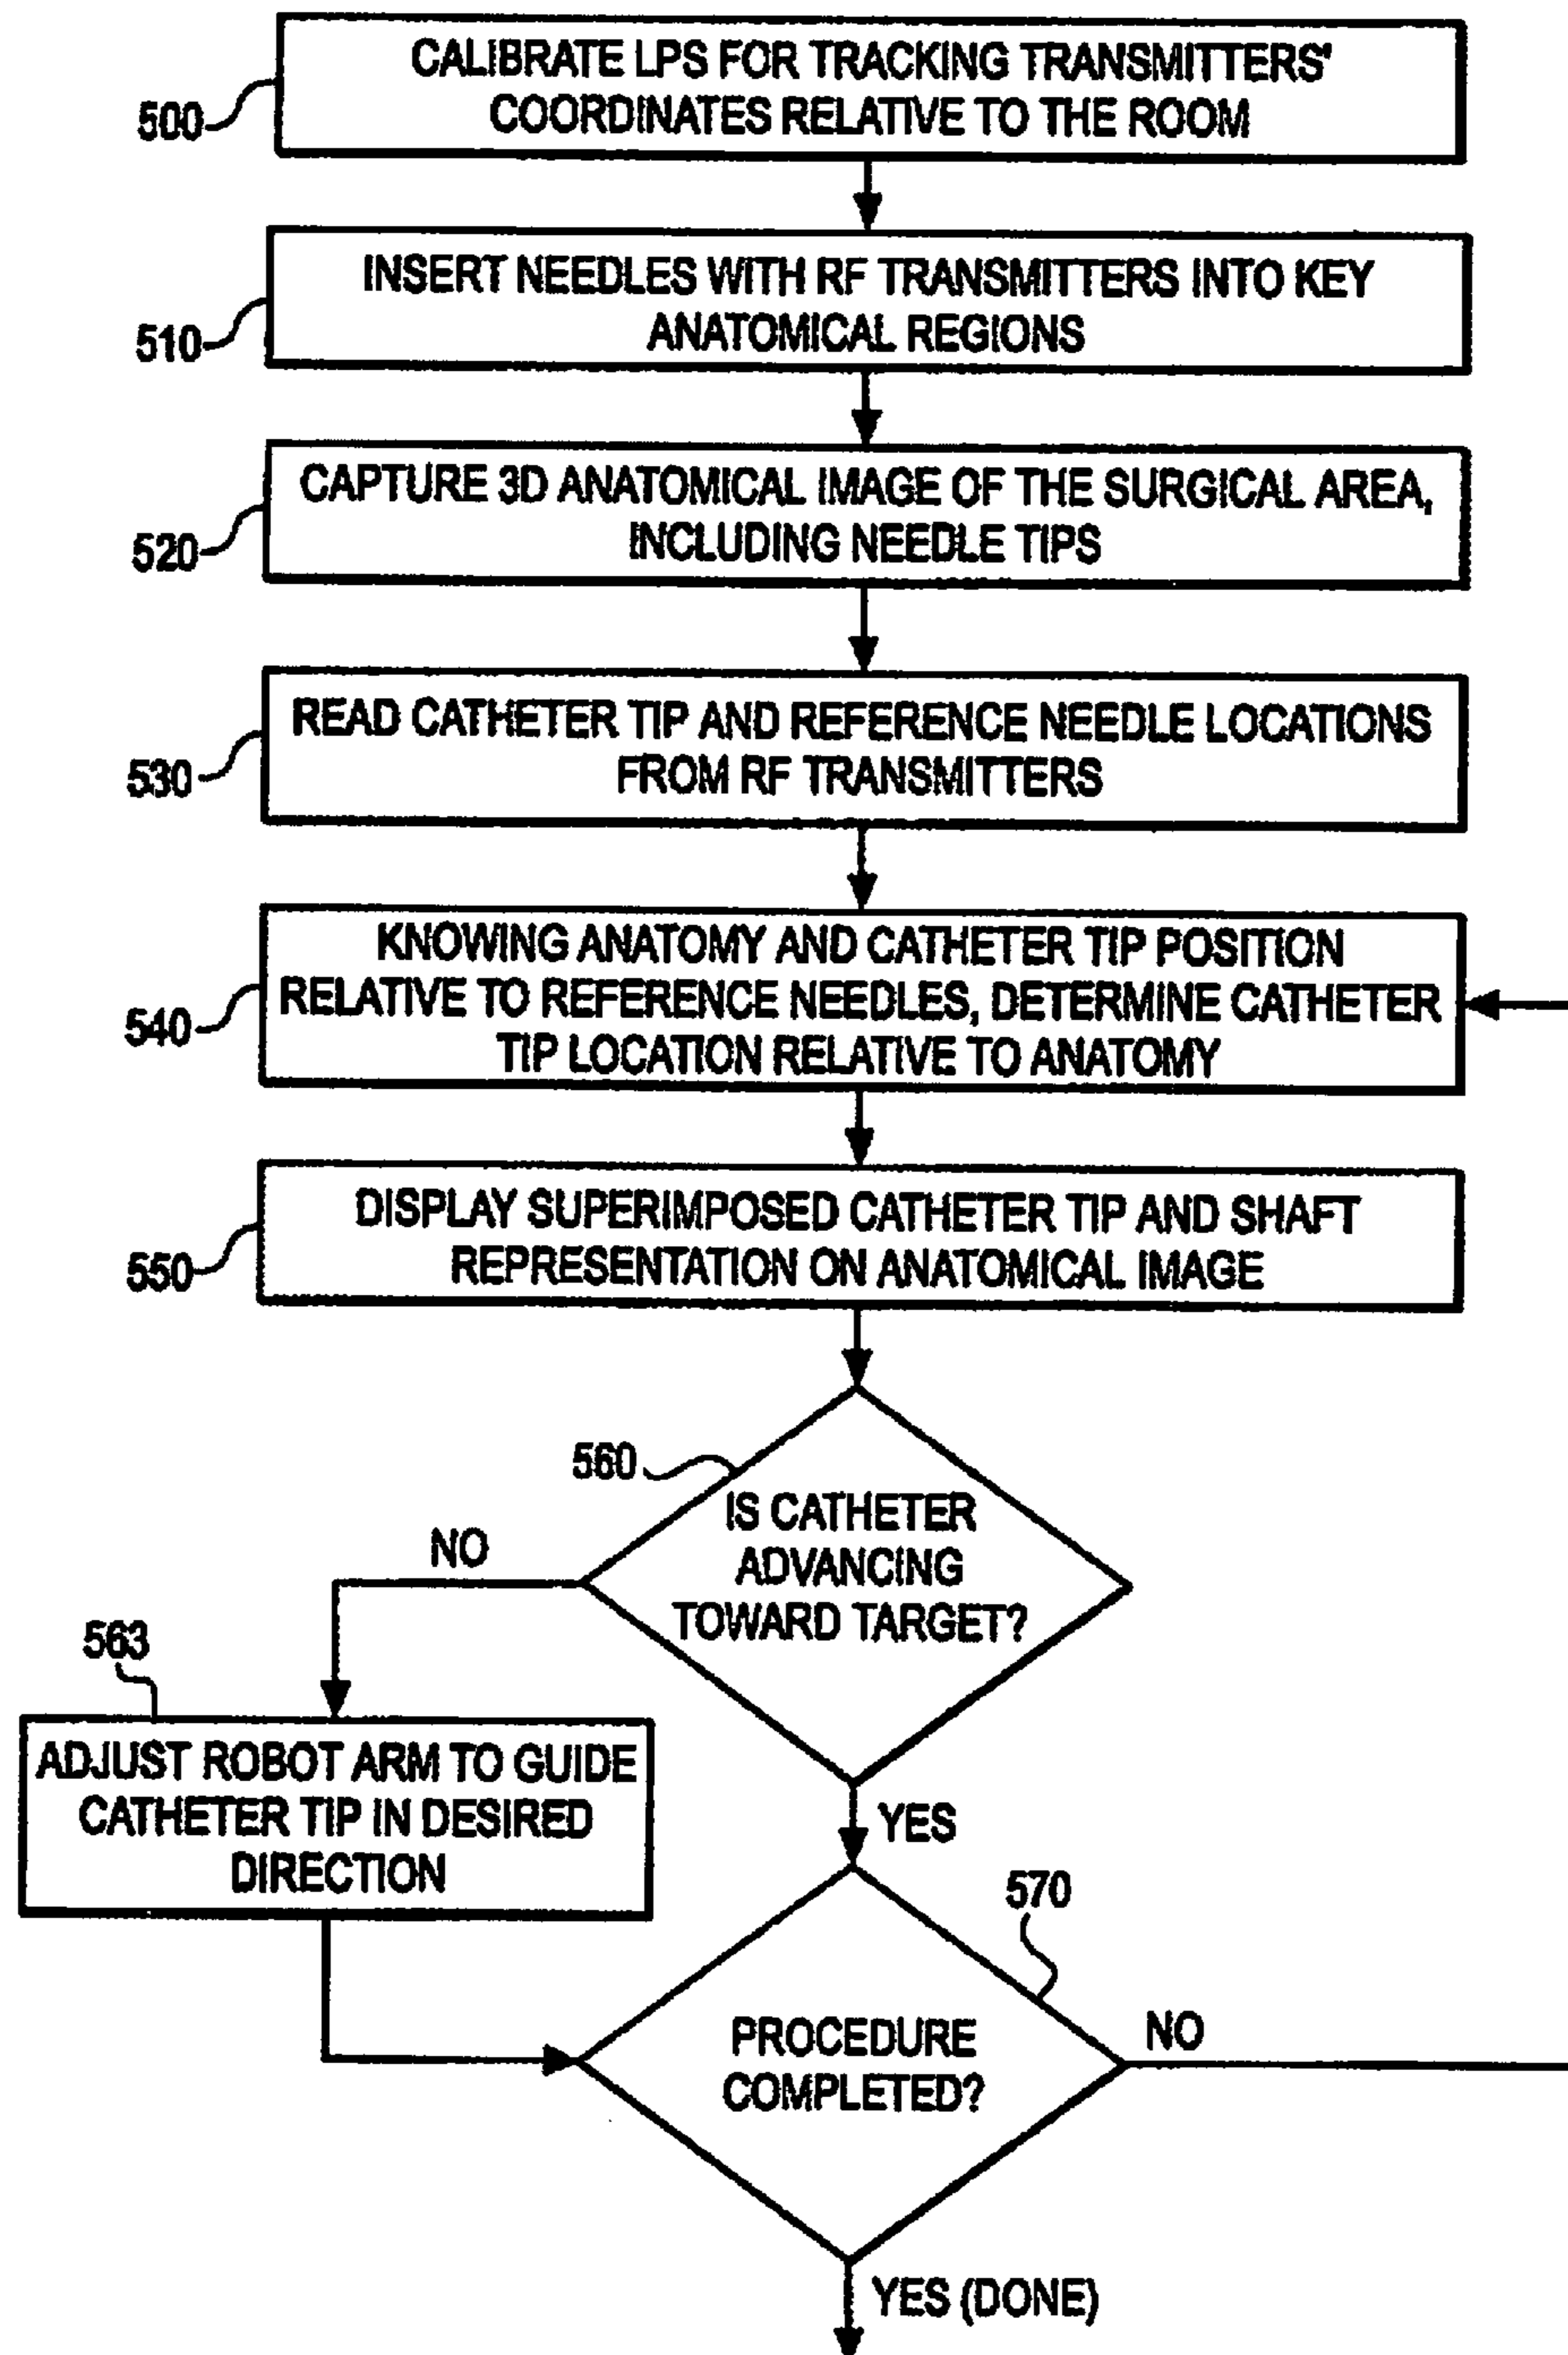 CALIBRATE LPS FOR TRACKING TRANSMITTERS'
COORDINATES RELATIVE TO THE ROOM
500
INSERT NEEDLES WITH RF TRANSMITTERS INTO KEY
ANATOMICAL REGIONS
510
CAPTURE 3D ANATOMICAL IMAGE OF THE SURGICAL AREA,
INCLUDING NEEDLE TIPS
520
READ CATHETER TIP AND REFERENCE NEEDLE LOCATIONS
FROM RF TRANSMITTERS
530
KNOWING ANATOMY AND CATHETER TIP POSITION
RELATIVE TO REFERENCE NEEDLES, DETERMINE CATHETER
TIP LOCATION RELATIVE TO ANATOMY
540
DISPLAY SUPERIMPOSED CATHETER TIP AND SHAFT
REPRESENTATION ON ANATOMICAL IMAGE
550
560
IS CATHETER
ADVANCING
TOWARD TARGET?
NO
563
ADJUST ROBOT ARM TO GUIDE
CATHETER TIP IN DESIRED
DIRECTION
YES
570
PROCEDURE
COMPLETED?
NO
YES (DONE)